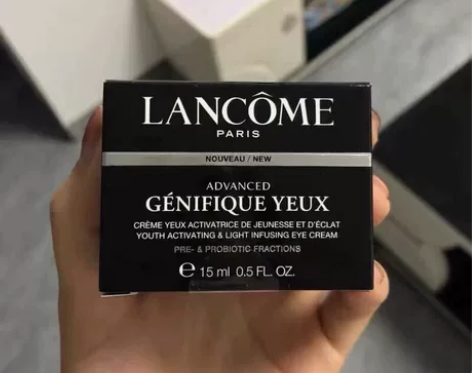 LANCÔME
PARIS
NOUVEAU / NEW
ADVANCED
GÉNIFIQUE YEUX
CRÈME YEUX ACTIVATRICE DE JEUNESSE ET D'ÉCLAT
YOUTH ACTIVATING & LIGHT INFUSING EYE CREAM
PRE- & PROBIOTIC FRACTIONS
℮ 15 ml 0.5 FL. OZ.